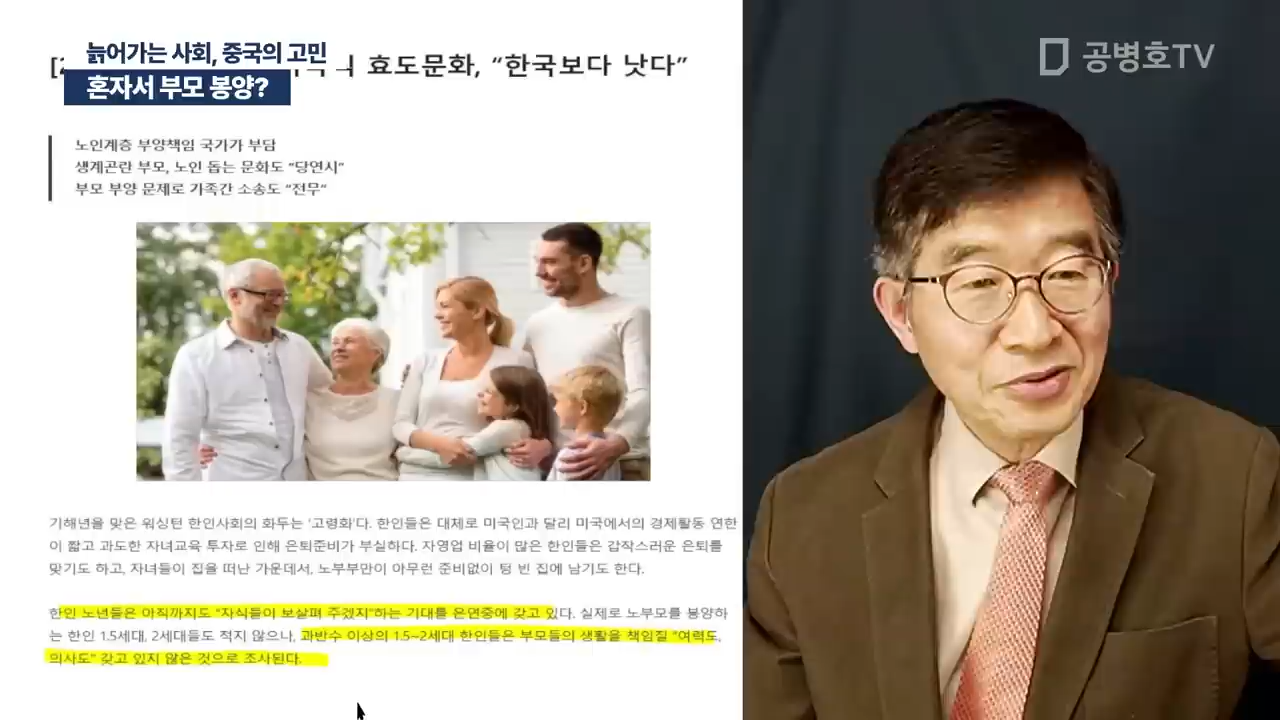 늙어가는 사회, 중국의 고민
혼자서 부모 봉양?
공병호TV
효도문화, “한국보다 낫다”
노인계층 부양책임 국가가 부담
생계곤란 부모, 노인 돕는 문화도 “당연시”
부모 부양 문제로 가족간 소송도 “전무”
기해년을 맞은 워싱턴 한인사회의 화두는 ‘고령화’다. 한인들은 대체로 미국인과 달리 미국에서의 경제활동 연한
이 짧고 과도한 자녀교육 투자로 인해 은퇴준비가 부실하다. 자영업 비율이 많은 한인들은 갑작스러운 은퇴를
맞기도 하고, 자녀들이 집을 떠난 가운데서, 노부부만이 아무런 준비없이 텅 빈 집에 남기도 한다.
한인 노년들은 아직까지도 “자식들이 보살펴 주겠지”하는 기대를 은연중에 갖고 있다. 실제로 노부모를 봉양하
는 한인 1.5세대, 2세대들도 적지 않으나, 과반수 이상의 1.5~2세대 한인들은 부모들의 생활을 책임질 “여력도,
의사도” 갖고 있지 않은 것으로 조사된다.